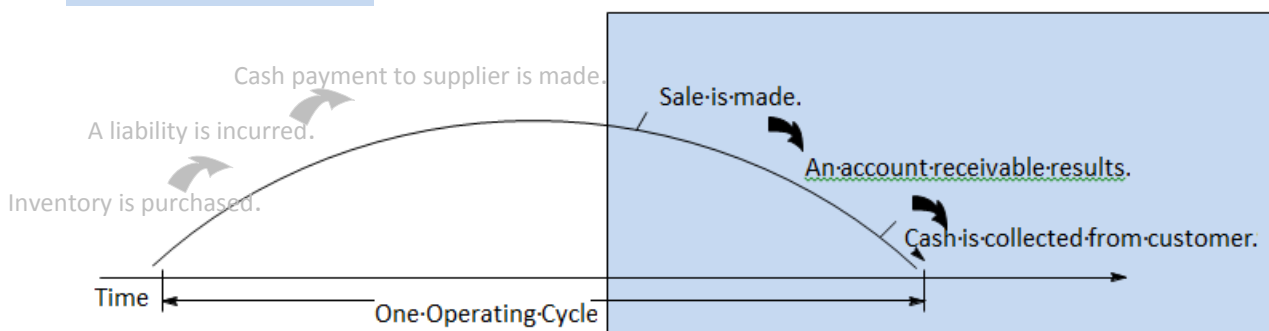 Cash payment to supplier is made.
Sale·is·made.
A liability is incurred.
An·account·receivable·results.
Inventory is purchased.
Cash·is·collected·from·customer.
Time
One·Operating·Cycle